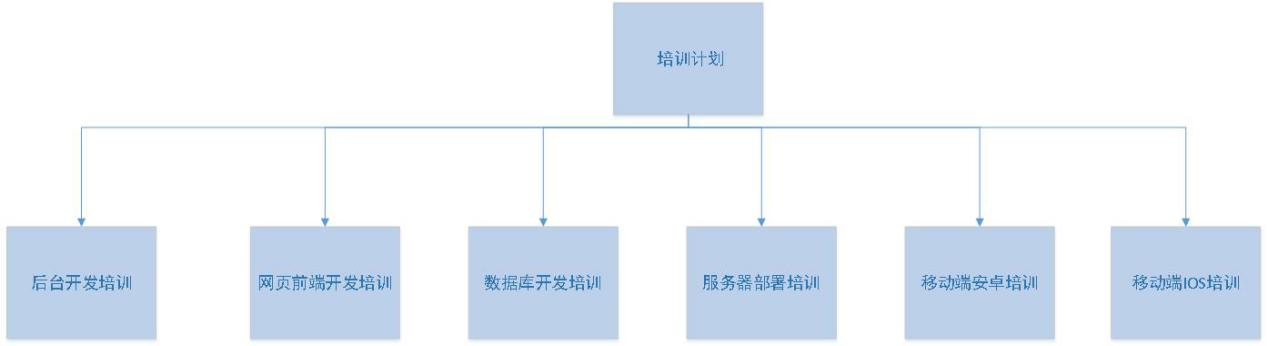 培训计划
后台开发培训
网页前端开发培训
数据库开发培训
服务器部署培训
移动端安卓培训
移动端IOS培训